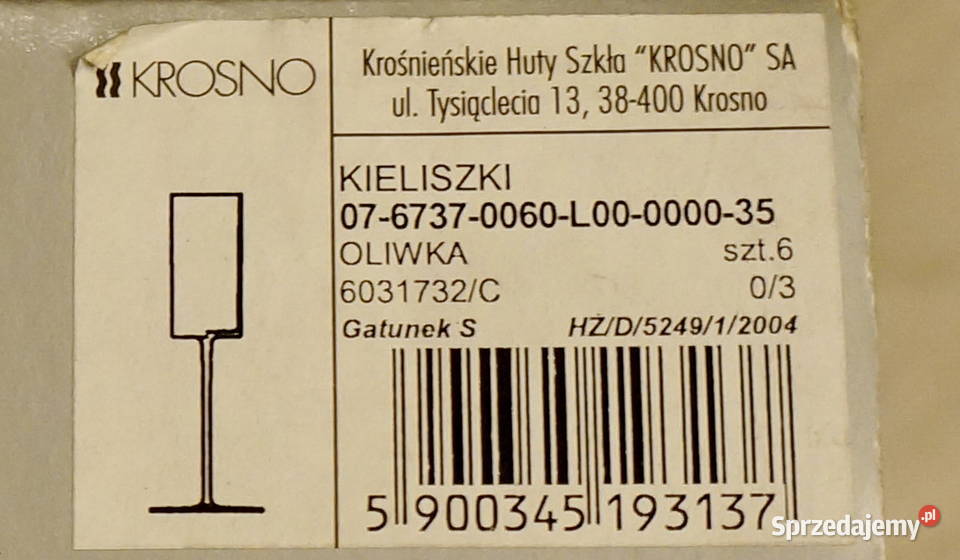 KROSNO
Krośnieńskie Huty Szkła "KROSNO" SA
ul. Tysiąclecia 13, 38-400 Krosno
KIELISZKI
07-6737-0060-L00-0000-35
OLIWKA szt.6
6031732/C 0/3
Gatunek S HŻ/D/5249/1/2004
5 900345 193137
Sprzedajemy.pl